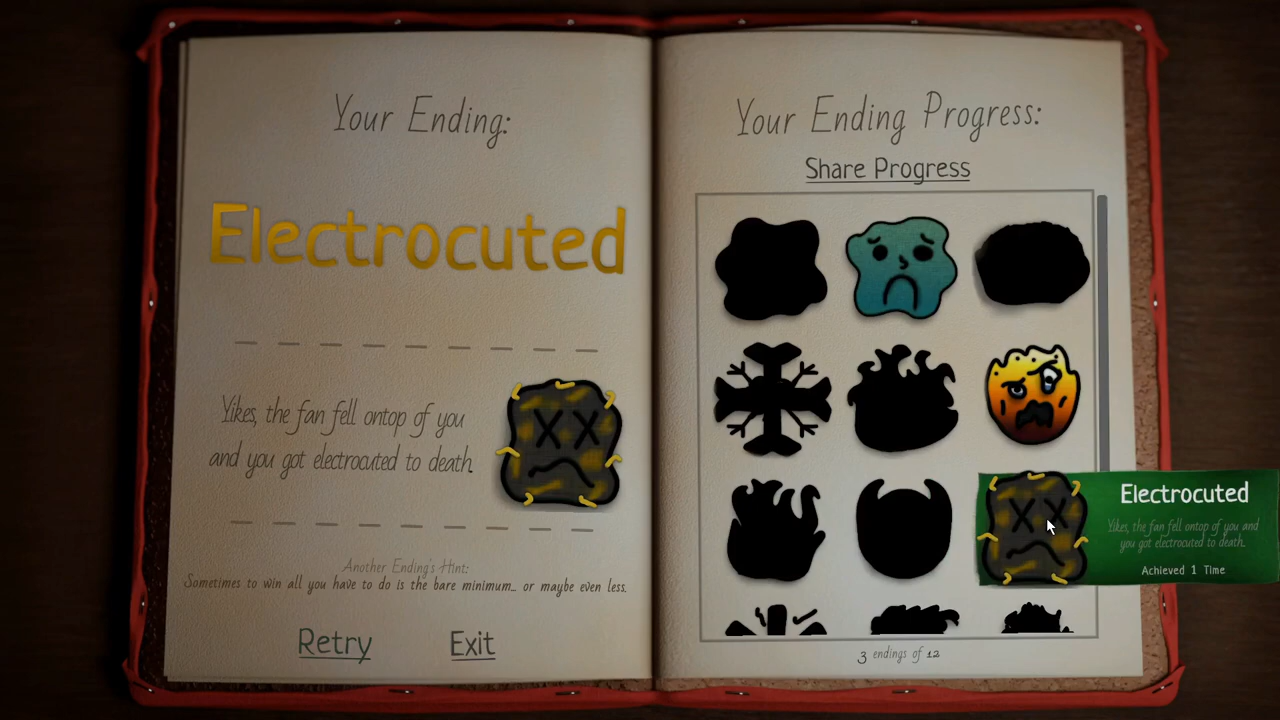 Your Ending:
Electrocuted
Yikes, the fan fell ontop of you
and you got electrocuted to death.
Another Ending's Hint:
Sometimes to win all you have to do is the bare minimum... or maybe even less.
Retry
Exit
Your Ending Progress:
Share Progress
Electrocuted
Yikes, the fan fell ontop of you and
you got electrocuted to death.
Achieved 1 Time
3 endings of 12